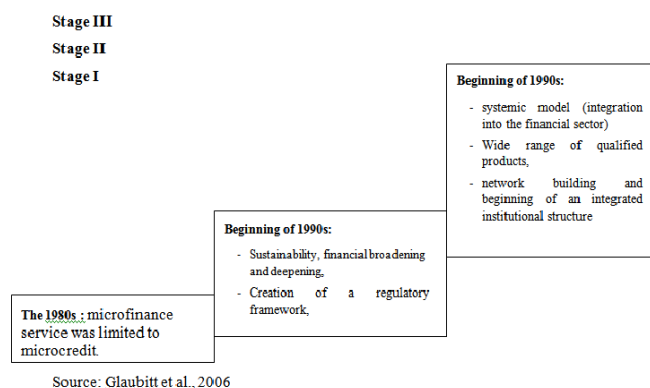 Stage III
Stage II
Stage I
Beginning of 1990s:
- systemic model (integration
into the financial sector)
- Wide range of qualified
products,
- network building and
beginning of an integrated
institutional structure
Beginning of 1990s:
- Sustainability, financial broadening
and deepening,
- Creation of a regulatory
framework,
The 1980s : microfinance
service was limited to
microcredit.
Source: Glaubitt et al., 2006